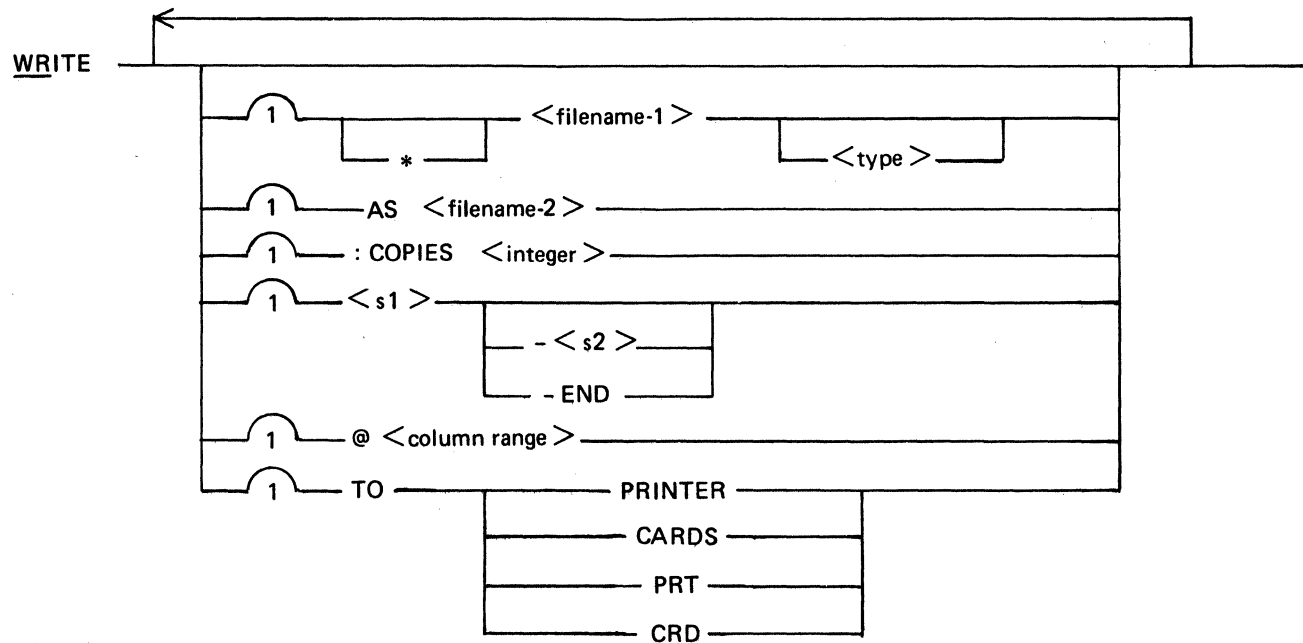 WRITE
1 <filename-1>
* <type>
1 AS <filename-2>
1 : COPIES <integer>
1 <s1>
- <s2>
- END
1 @ <column range>
1 TO PRINTER
CARDS
PRT
CRD